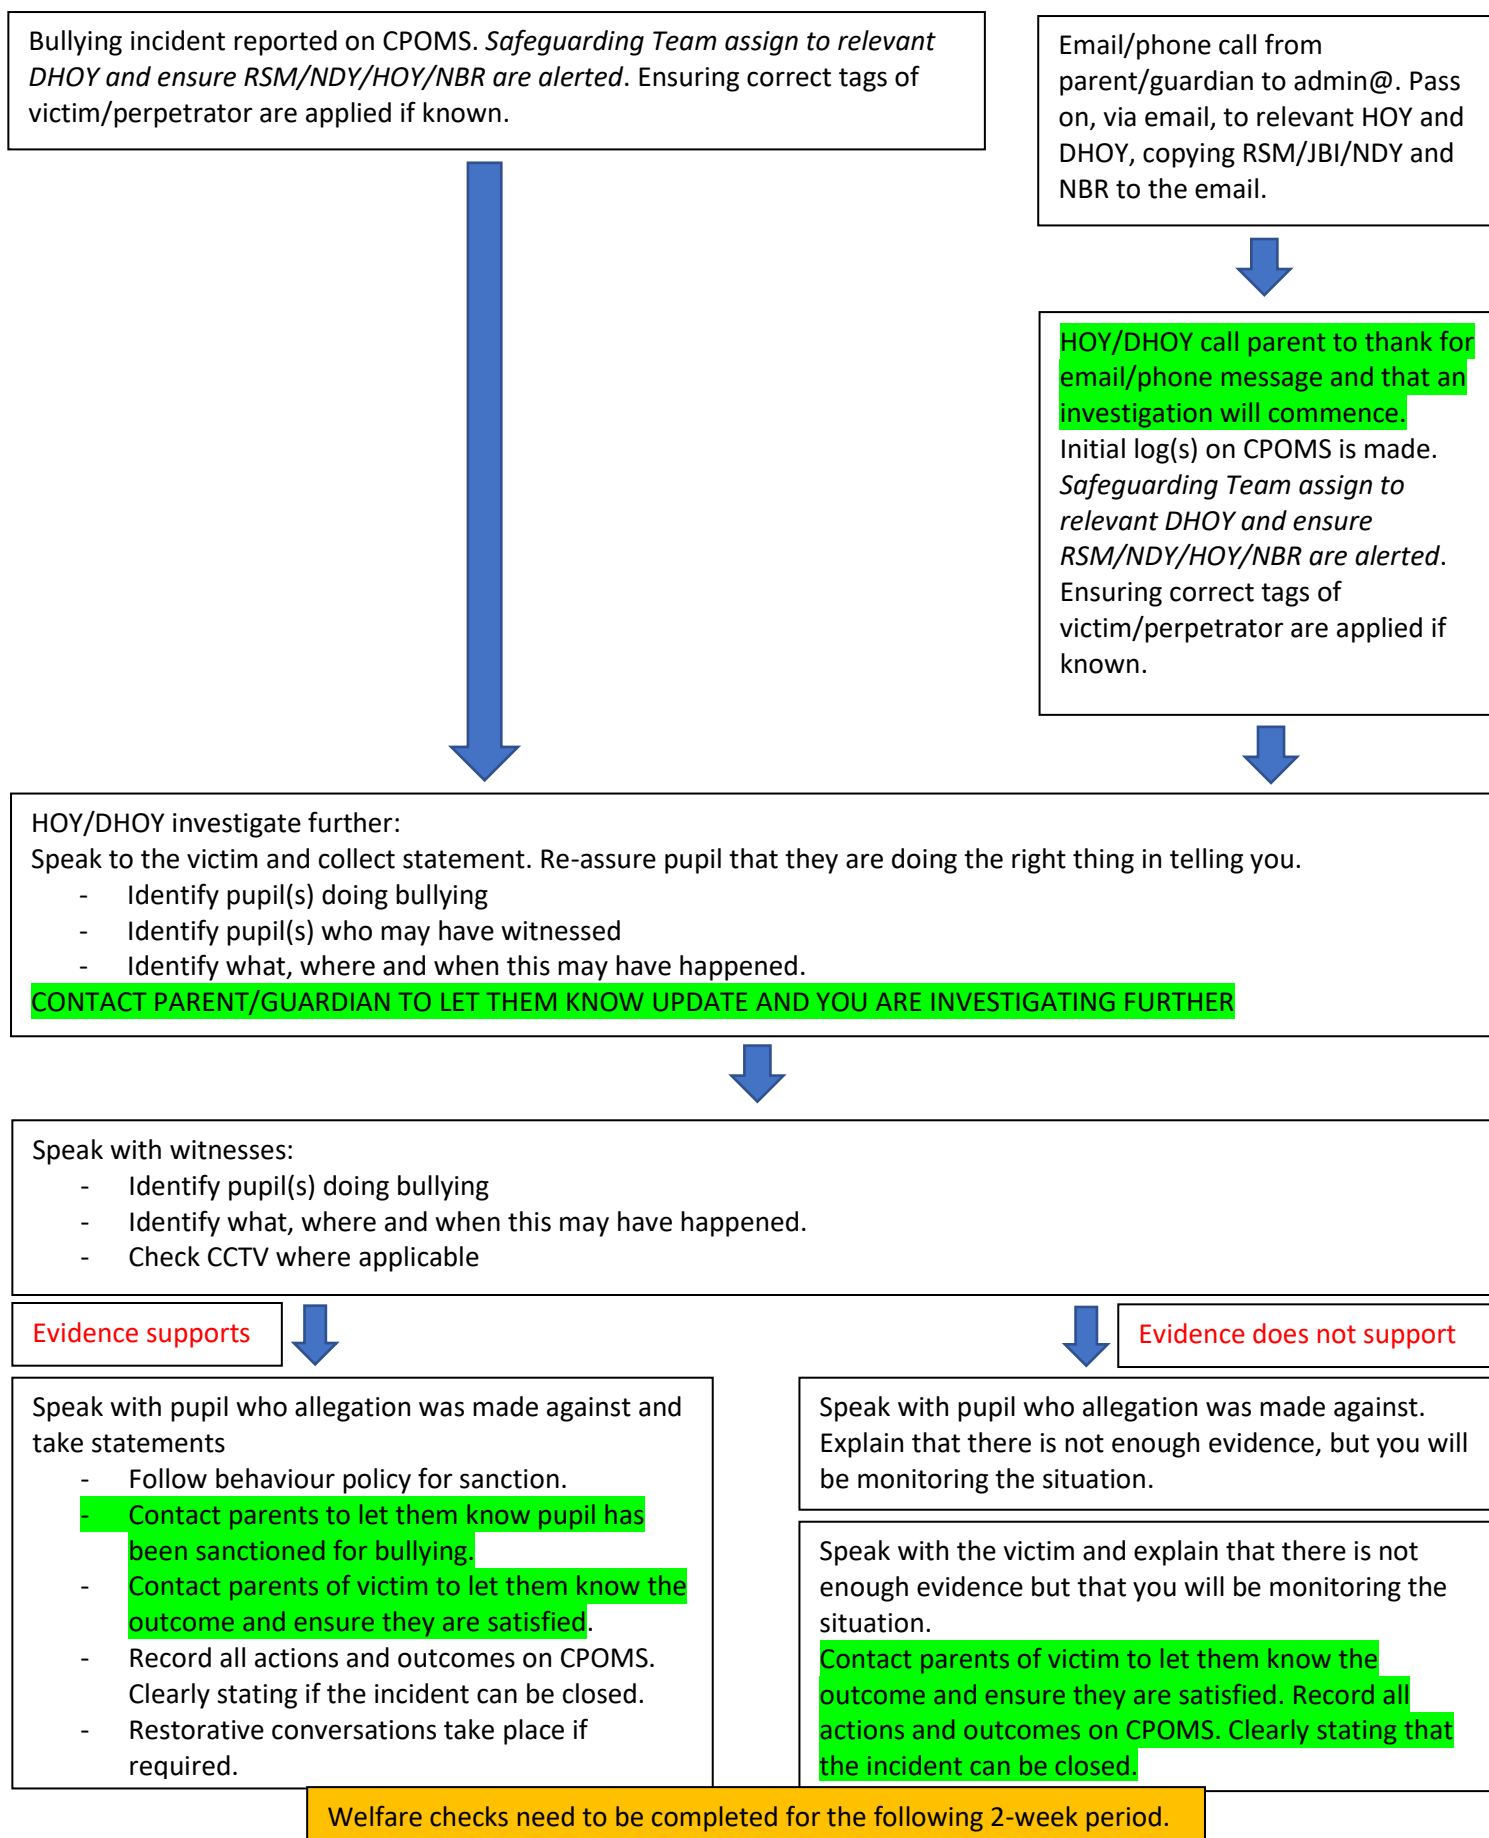 Bullying incident reported on CPOMS. Safeguarding Team assign to relevant
DHOY and ensure RSM/NDY/HOY/NBR are alerted. Ensuring correct tags of
victim/perpetrator are applied if known.
Email/phone call from
parent/guardian to admin@. Pass
on, via email, to relevant HOY and
DHOY, copying RSM/JBI/NDY and
NBR to the email.
HOY/DHOY call parent to thank for
email/phone message and that an
investigation will commence.
Initial log(s) on CPOMS is made.
Safeguarding Team assign to
relevant DHOY and ensure
RSM/NDY/HOY/NBR are alerted.
Ensuring correct tags of
victim/perpetrator are applied if
known.
HOY/DHOY investigate further:
Speak to the victim and collect statement. Re-assure pupil that they are doing the right thing in telling you.
- Identify pupil(s) doing bullying
- Identify pupil(s) who may have witnessed
- Identify what, where and when this may have happened.
CONTACT PARENT/GUARDIAN TO LET THEM KNOW UPDATE AND YOU ARE INVESTIGATING FURTHER
Speak with witnesses:
- Identify pupil(s) doing bullying
- Identify what, where and when this may have happened.
- Check CCTV where applicable
Evidence supports
Evidence does not support
Speak with pupil who allegation was made against and
take statements
- Follow behaviour policy for sanction.
- Contact parents to let them know pupil has
been sanctioned for bullying.
- Contact parents of victim to let them know the
outcome and ensure they are satisfied.
- Record all actions and outcomes on CPOMS.
Clearly stating if the incident can be closed.
- Restorative conversations take place if
required.
Speak with pupil who allegation was made against.
Explain that there is not enough evidence, but you will
be monitoring the situation.
Speak with the victim and explain that there is not
enough evidence but that you will be monitoring the
situation.
Contact parents of victim to let them know the
outcome and ensure they are satisfied. Record all
actions and outcomes on CPOMS. Clearly stating that
the incident can be closed.
Welfare checks need to be completed for the following 2-week period.